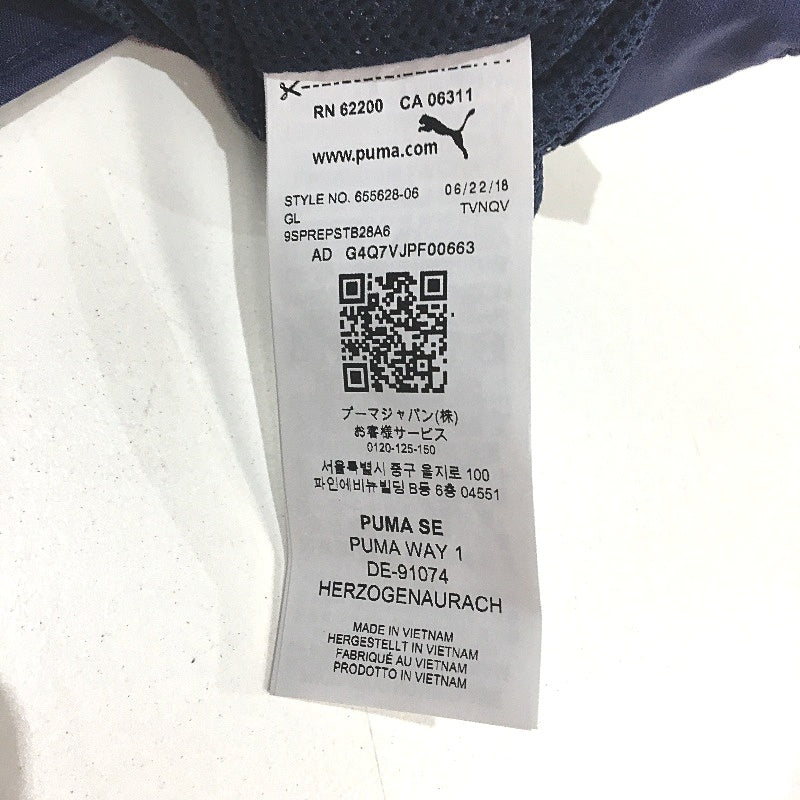 RN 62200 CA 06311
www.puma.com
STYLE NO. 655628-06 06/22/18
GL TVNQV
9SPREPSTB28A6
AD G4Q7VJPF00663
プーマジャパン(株)
お客様サービス
0120-125-150
서울특별시 중구 을지로 100
파인에비뉴빌딩 B동 6층 04551
PUMA SE
PUMA WAY 1
DE-91074
HERZOGENAURACH
MADE IN VIETNAM
HERGESTELLT IN VIETNAM
FABRIQUÉ AU VIETNAM
PRODOTTO IN VIETNAM